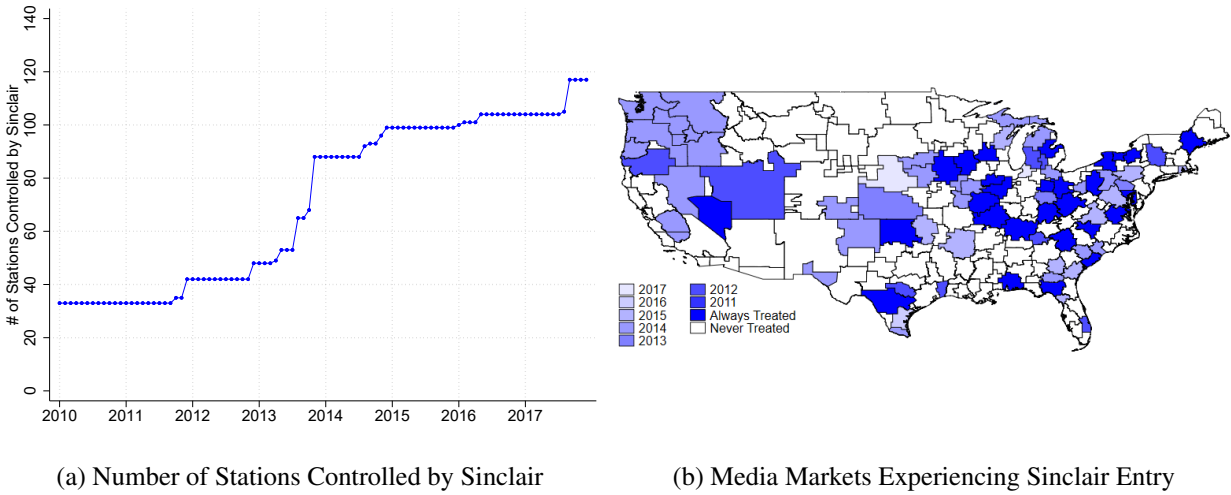 # of Stations Controlled by Sinclair
140
120
100
80
60
40
20
0
2010 2011 2012 2013 2014 2015 2016 2017
2017
2016
2015
2014
2013
2012
2011
Always Treated
Never Treated
(a) Number of Stations Controlled by Sinclair
(b) Media Markets Experiencing Sinclair Entry